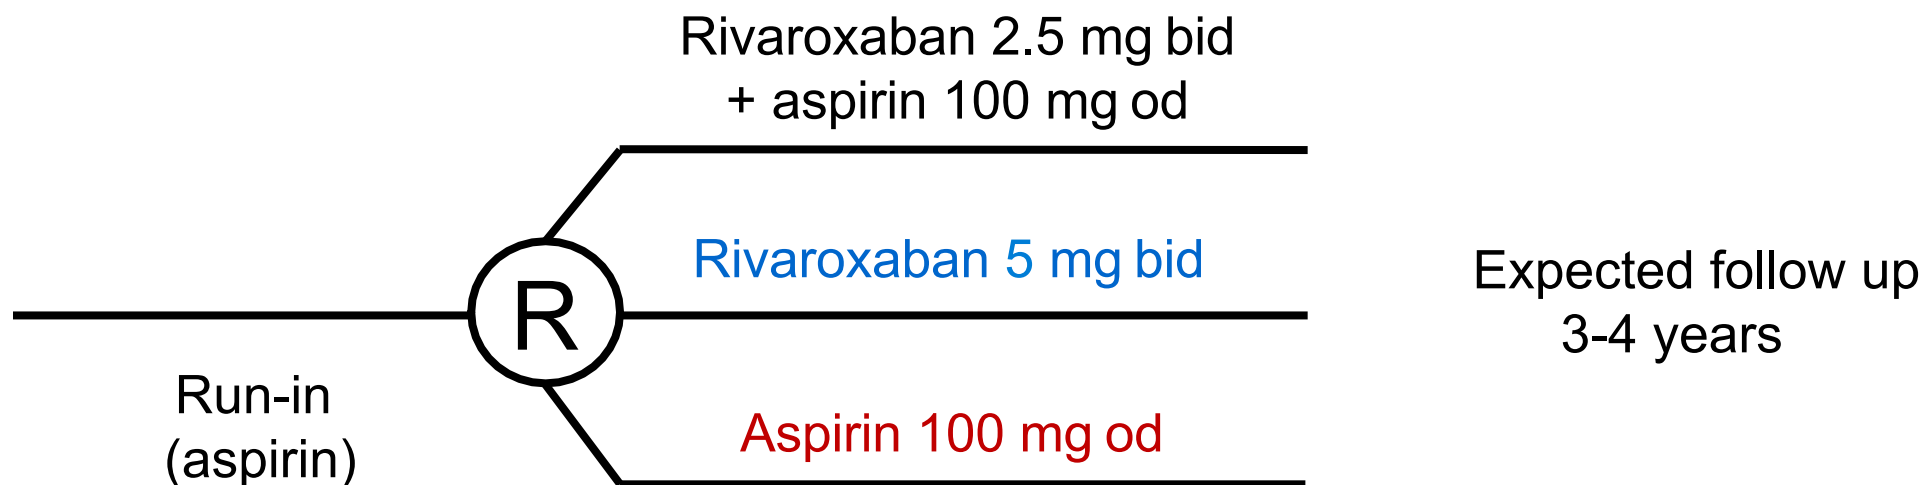 Rivaroxaban 2.5 mg bid
+ aspirin 100 mg od
Rivaroxaban 5 mg bid
Expected follow up
3-4 years
R
Run-in
(aspirin)
Aspirin 100 mg od